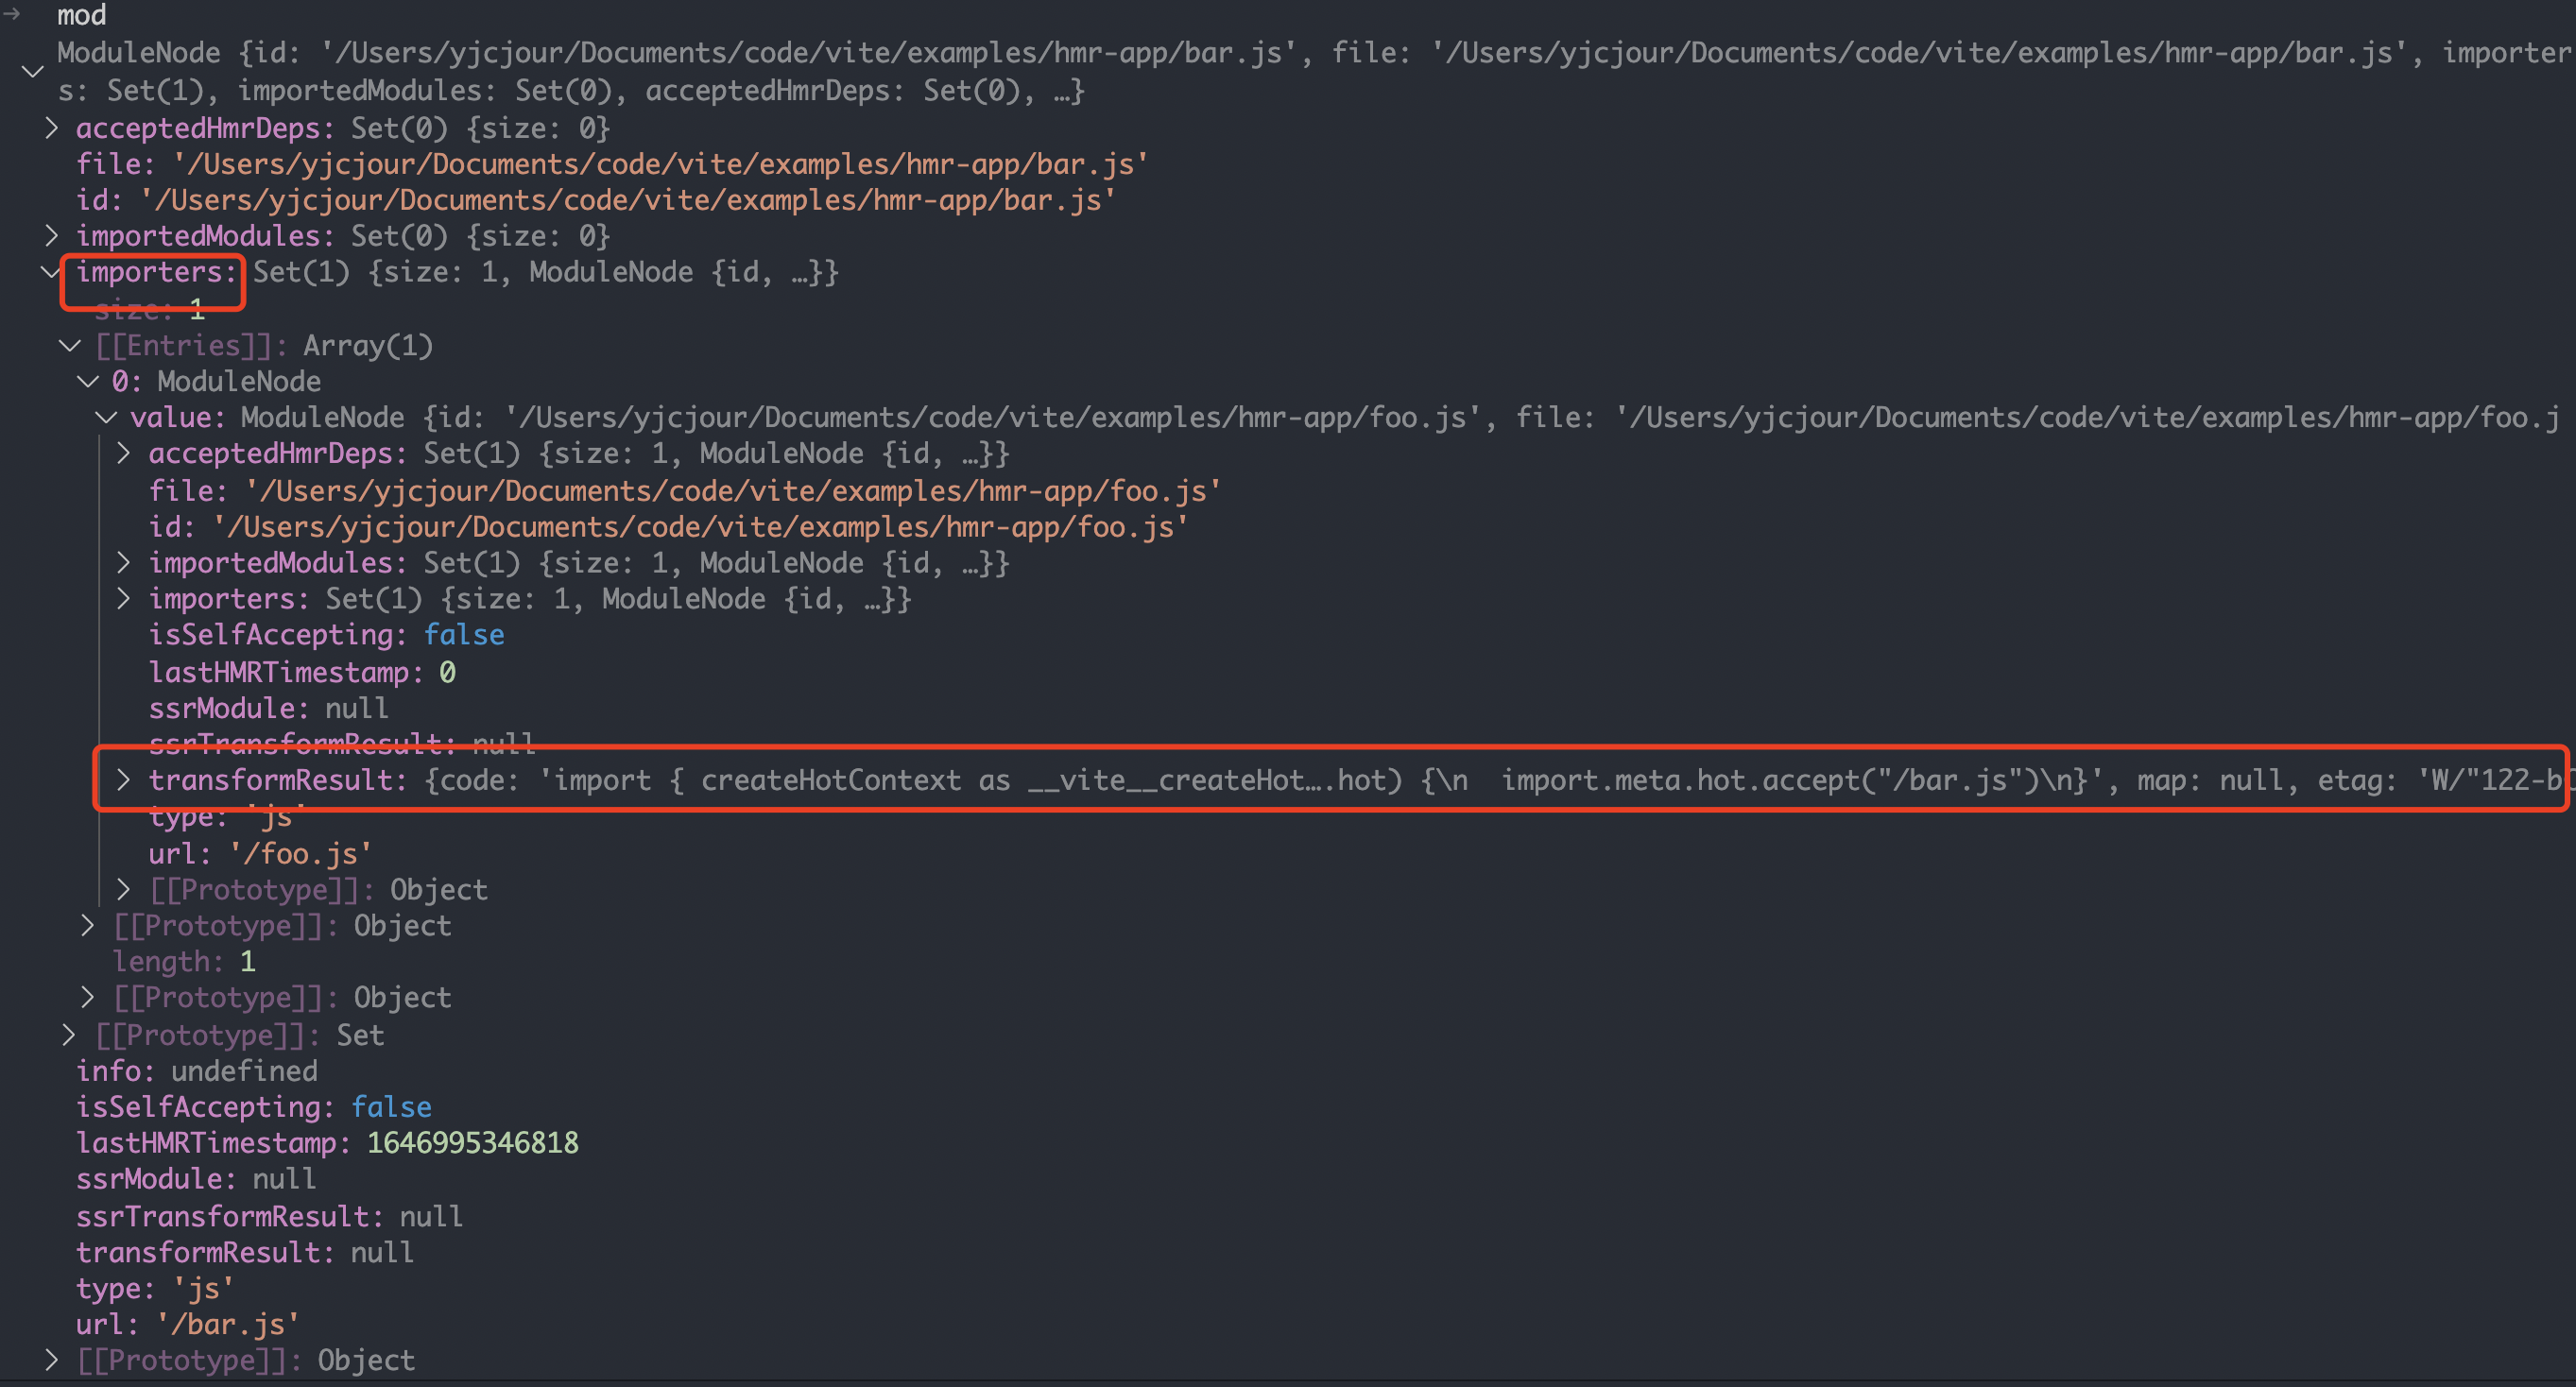 mod
ModuleNode {id: '/Users/yjcjour/Documents/code/vite/examples/hmr-app/bar.js', file: '/Users/yjcjour/Documents/code/vite/examples/hmr-app/bar.js', importer
s: Set(1), importedModules: Set(0), acceptedHmrDeps: Set(0), …}
acceptedHmrDeps: Set(0) {size: 0}
file: '/Users/yjcjour/Documents/code/vite/examples/hmr-app/bar.js'
id: '/Users/yjcjour/Documents/code/vite/examples/hmr-app/bar.js'
importedModules: Set(0) {size: 0}
importers: Set(1) {size: 1, ModuleNode {id, …}}
size: 1
[[Entries]]: Array(1)
0: ModuleNode
value: ModuleNode {id: '/Users/yjcjour/Documents/code/vite/examples/hmr-app/foo.js', file: '/Users/yjcjour/Documents/code/vite/examples/hmr-app/foo.j
acceptedHmrDeps: Set(1) {size: 1, ModuleNode {id, …}}
file: '/Users/yjcjour/Documents/code/vite/examples/hmr-app/foo.js'
id: '/Users/yjcjour/Documents/code/vite/examples/hmr-app/foo.js'
importedModules: Set(1) {size: 1, ModuleNode {id, …}}
importers: Set(1) {size: 1, ModuleNode {id, …}}
isSelfAccepting: false
lastHMRTimestamp: 0
ssrModule: null
ssrTransformResult: null
transformResult: {code: 'import { createHotContext as __vite__createHot….hot) {\n  import.meta.hot.accept("/bar.js")\n}', map: null, etag: 'W/"122-b
type: 'js'
url: '/foo.js'
[[Prototype]]: Object
[[Prototype]]: Object
length: 1
[[Prototype]]: Object
[[Prototype]]: Set
info: undefined
isSelfAccepting: false
lastHMRTimestamp: 1646995346818
ssrModule: null
ssrTransformResult: null
transformResult: null
type: 'js'
url: '/bar.js'
[[Prototype]]: Object